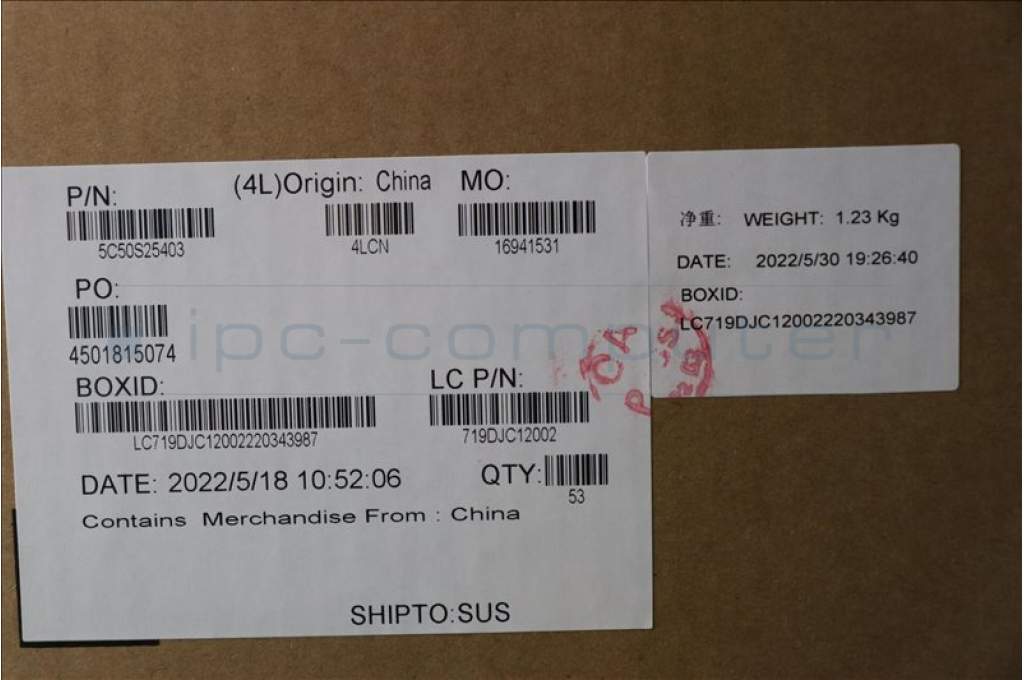 P/N: (4L)Origin: China MO:
5C50S25403 4LCN 16941531
PO:
4501815074
BOXID: LC P/N:
LC719DJC12002220343987 719DJC12002
DATE: 2022/5/18 10:52:06 QTY:
53
Contains Merchandise From : China
SHIPTO:SUS
净重: WEIGHT: 1.23 Kg
DATE: 2022/5/30 19:26:40
BOXID:
LC719DJC12002220343987
ipc-computer